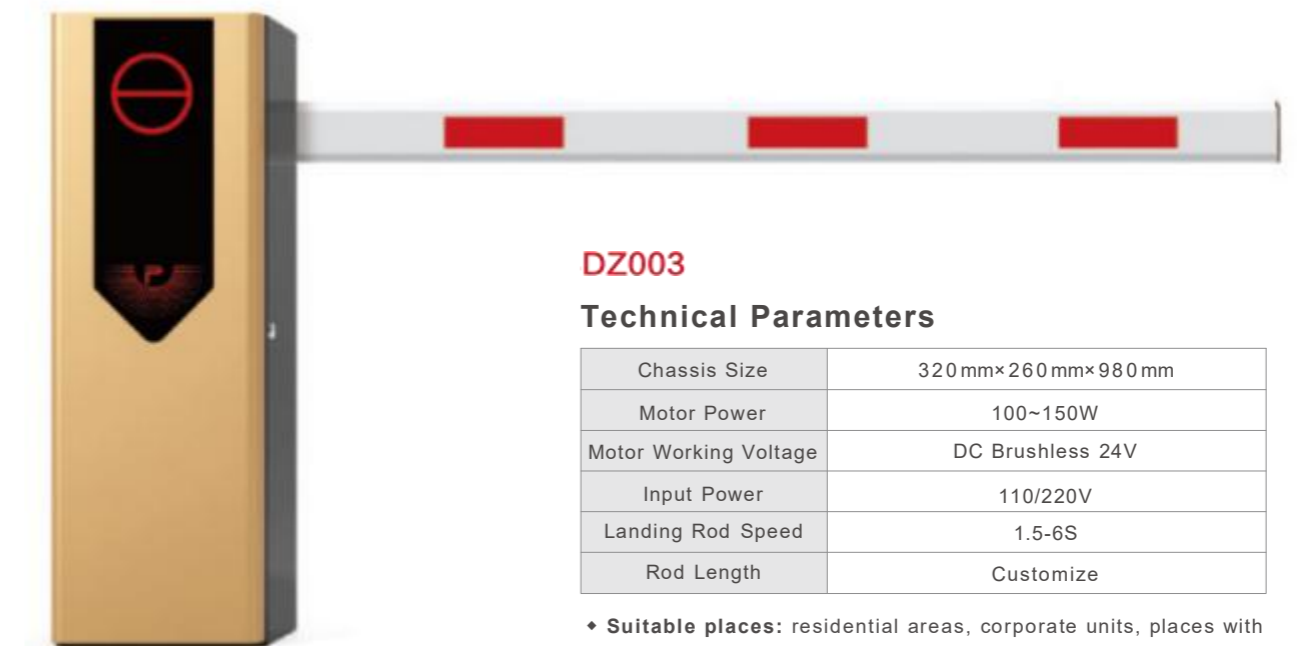 P
DZ003
Technical Parameters
Chassis Size 320mm×260mm×980mm
Motor Power 100~150W
Motor Working Voltage DC Brushless 24V
Input Power 110/220V
Landing Rod Speed 1.5-6S
Rod Length Customize
◆ Suitable places: residential areas, corporate units, places with